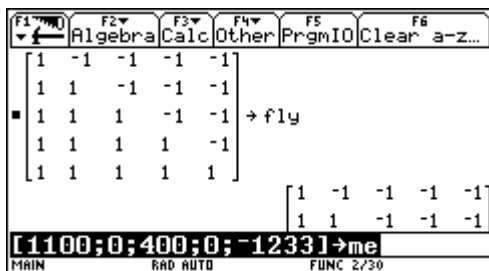 F1 F2 F3 F4 F5 F6
Algebra Calc Other PrgmIO Clear a-z…
1 -1 -1 -1 -1
1 1 -1 -1 -1
1 1 1 -1 -1 → fly
1 1 1 1 -1
1 1 1 1 1
1 -1 -1 -1 -1
1 1 -1 -1 -1
[1100;0;400;0;-1233]→me
MAIN RAD AUTO FUNC 2/30